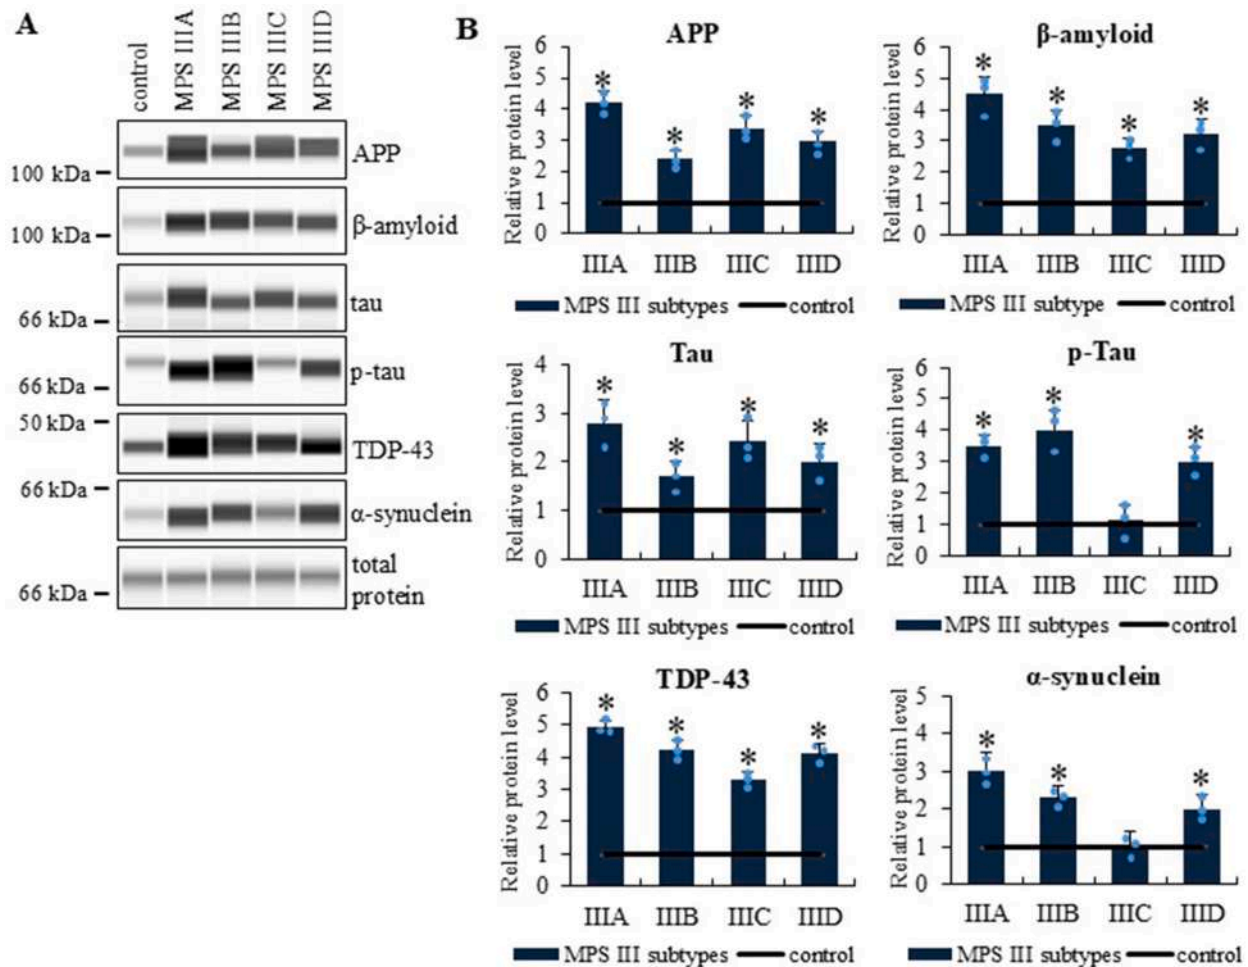 A
control
MPS IIIA
MPS IIIB
MPS IIIC
MPS IIID
APP
100 kDa
β-amyloid
100 kDa
tau
66 kDa
p-tau
66 kDa
50 kDa
TDP-43
66 kDa
α-synuclein
total
protein
66 kDa
B
APP
Relative protein level
6
5
4
3
2
1
0
* * * *
IIIA IIIB IIIC IIID
MPS III subtypes control
β-amyloid
Relative protein level
6
5
4
3
2
1
0
* * * *
IIIA IIIB IIIC IIID
MPS III subtype control
Tau
Relative protein level
4
3
2
1
0
* * * *
IIIA IIIB IIIC IIID
MPS III subtypes control
p-Tau
Relative protein level
6
5
4
3
2
1
0
* * *
IIIA IIIB IIIC IIID
MPS III subtypes control
TDP-43
Relative protein level
6
5
4
3
2
1
0
* * * *
IIIA IIIB IIIC IIID
MPS III subtypes control
α-synuclein
Relative protein level
5
4
3
2
1
0
* * *
IIIA IIIB IIIC IIID
MPS III subtypes control